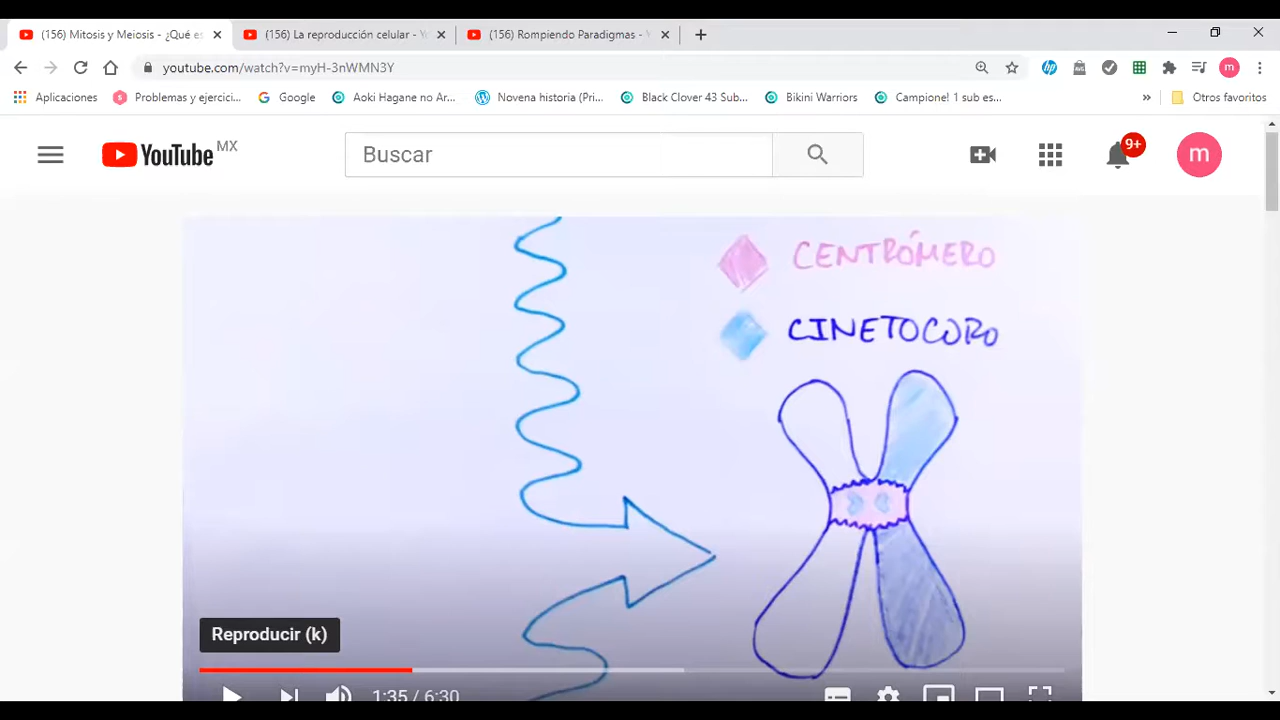 (156) Mitosis y Meiosis - ¿Qué es
(156) La reproducción celular - Y
(156) Rompiendo Paradigmas -
youtube.com/watch?v=myH-3nWMN3Y
m
Aplicaciones
Problemas y ejercici...
Google
Aoki Hagane no Ar...
Novena historia (Pri...
Black Clover 43 Sub...
Bikini Warriors
Campione! 1 sub es...
Otros favoritos
YouTube MX
Buscar
9+
m
CENTRÓMERO
CINETOCORO
Reproducir (k)
1:35 / 6:30